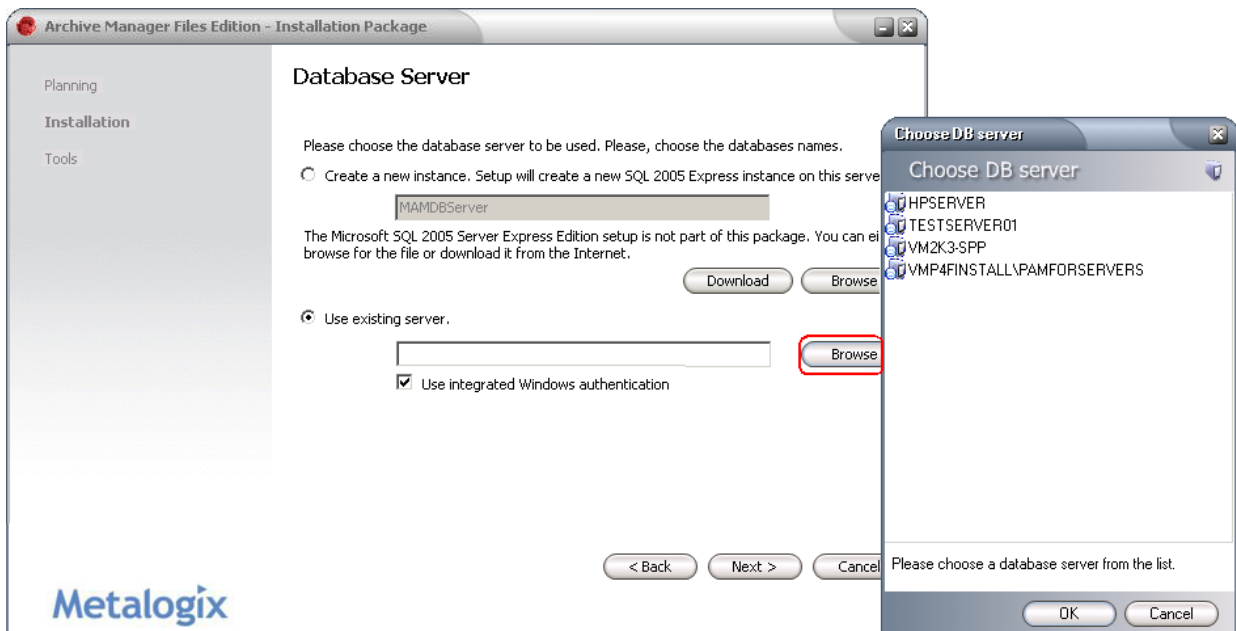 Archive Manager Files Edition - Installation Package
Planning
Installation
Tools
Database Server
Please choose the database server to be used. Please, choose the databases names.
Create a new instance. Setup will create a new SQL 2005 Express instance on this serve
MAMDBServer
The Microsoft SQL 2005 Server Express Edition setup is not part of this package. You can ei
browse for the file or download it from the Internet.
Download
Browse
Use existing server.
Browse
Use integrated Windows authentication
< Back
Next >
Cancel
Metalogix
Choose DB server
Choose DB server
HPSERVER
TESTSERVER01
VM2K3-SPP
VMP4FINSTALL\PAMFORSERVERS
Please choose a database server from the list.
OK
Cancel